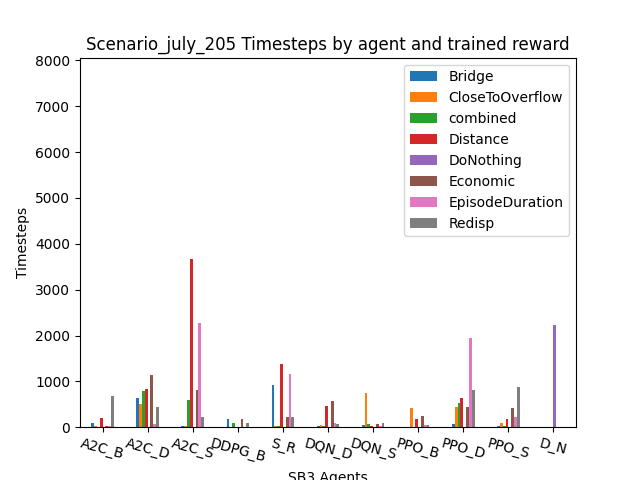 Scenario_july_205 Timesteps by agent and trained reward
8000
7000
6000
5000
4000
3000
2000
1000
0
Timesteps
Bridge
CloseToOverflow
combined
Distance
DoNothing
Economic
EpisodeDuration
Redisp
A2C_B
A2C_D
A2C_S
DDPG_B
S_R
DQN_D
DQN_S
PPO_B
PPO_D
PPO_S
D_N
SB3 Agents